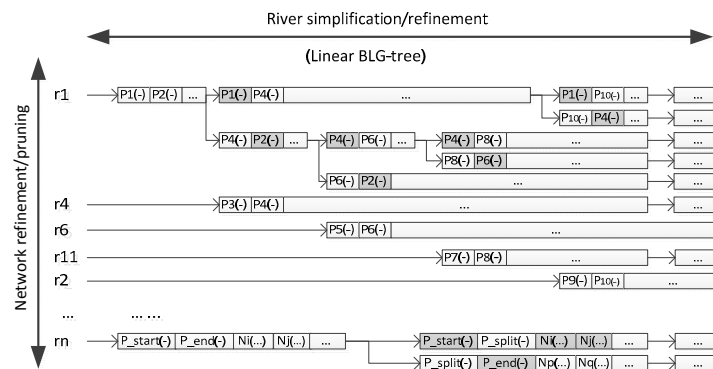 River simplification/refinement
(Linear BLG-tree)
Network refinement/pruning
r1 P1(-) P2(-) ... P1(-) P4(-) ... P1(-) P10(-) ... ...
P10(-) P4(-) ... ...
P4(-) P2(-) ... P4(-) P6(-) ... P4(-) P8(-) ... ...
P8(-) P6(-) ... ...
P6(-) P2(-) ... ...
r4 P3(-) P4(-) ... ...
r6 P5(-) P6(-) ...
r11 P7(-) P8(-) ... ...
r2 P9(-) P10(-) ...
... ... ...
rn P_start(-) P_end(-) Ni(...) Nj(...) ... P_start(-) P_split(-) Ni(...) Nj(...) ... ...
P_split(-) P_end(-) Np(...) Nq(...) ... ...